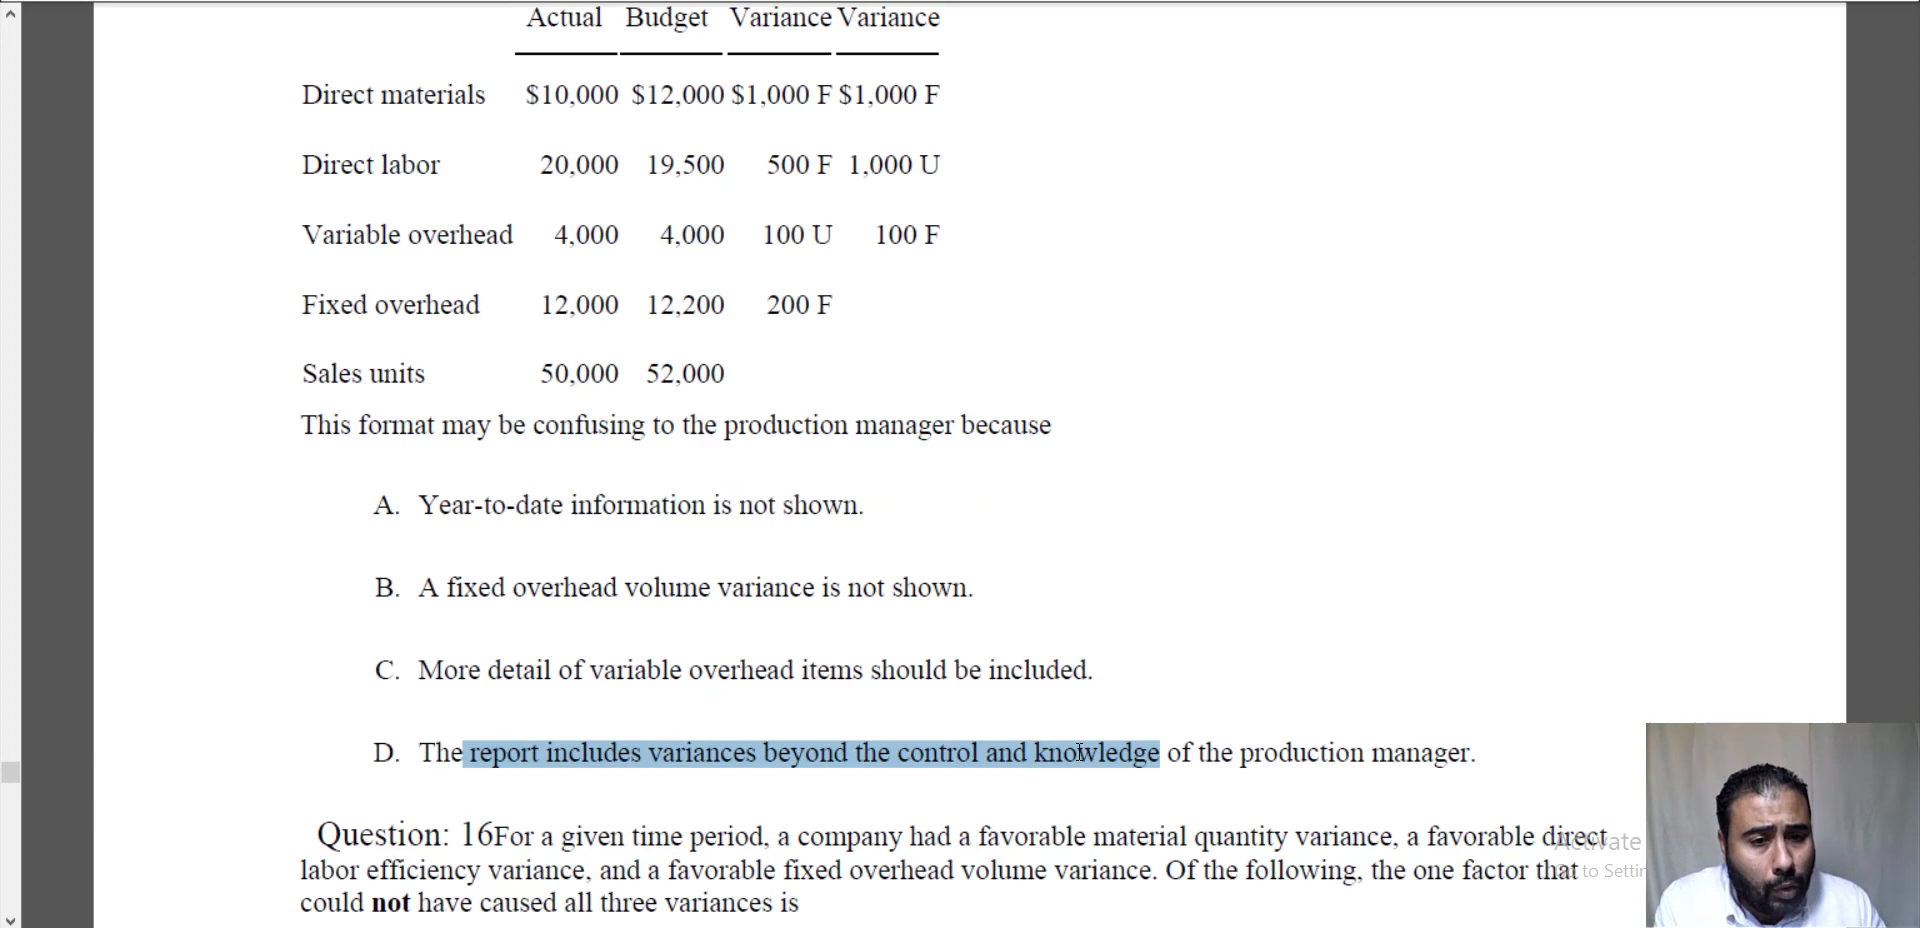 Actual Budget Variance Variance
Direct materials $10,000 $12,000 $1,000 F $1,000 F
Direct labor 20,000 19,500 500 F 1,000 U
Variable overhead 4,000 4,000 100 U 100 F
Fixed overhead 12,000 12,200 200 F
Sales units 50,000 52,000
This format may be confusing to the production manager because
A. Year-to-date information is not shown.
B. A fixed overhead volume variance is not shown.
C. More detail of variable overhead items should be included.
D. The report includes variances beyond the control and knowledge of the production manager.
Question: 16For a given time period, a company had a favorable material quantity variance, a favorable direct
labor efficiency variance, and a favorable fixed overhead volume variance. Of the following, the one factor that
could not have caused all three variances is
Activate
to Settin